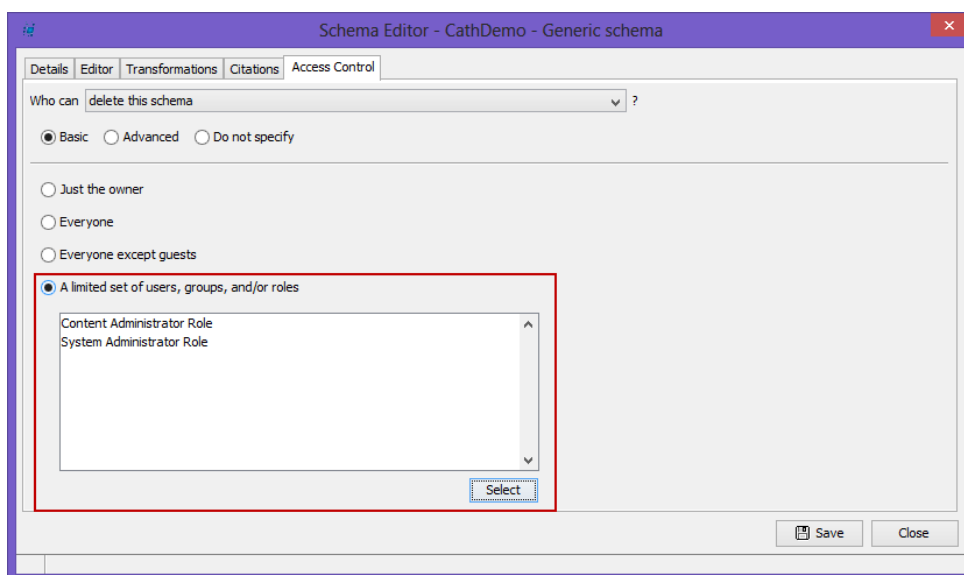 Schema Editor - CathDemo - Generic schema
Details Editor Transformations Citations Access Control
Who can delete this schema ?
Basic Advanced Do not specify
Just the owner
Everyone
Everyone except guests
A limited set of users, groups, and/or roles
Content Administrator Role
System Administrator Role
Select
Save Close